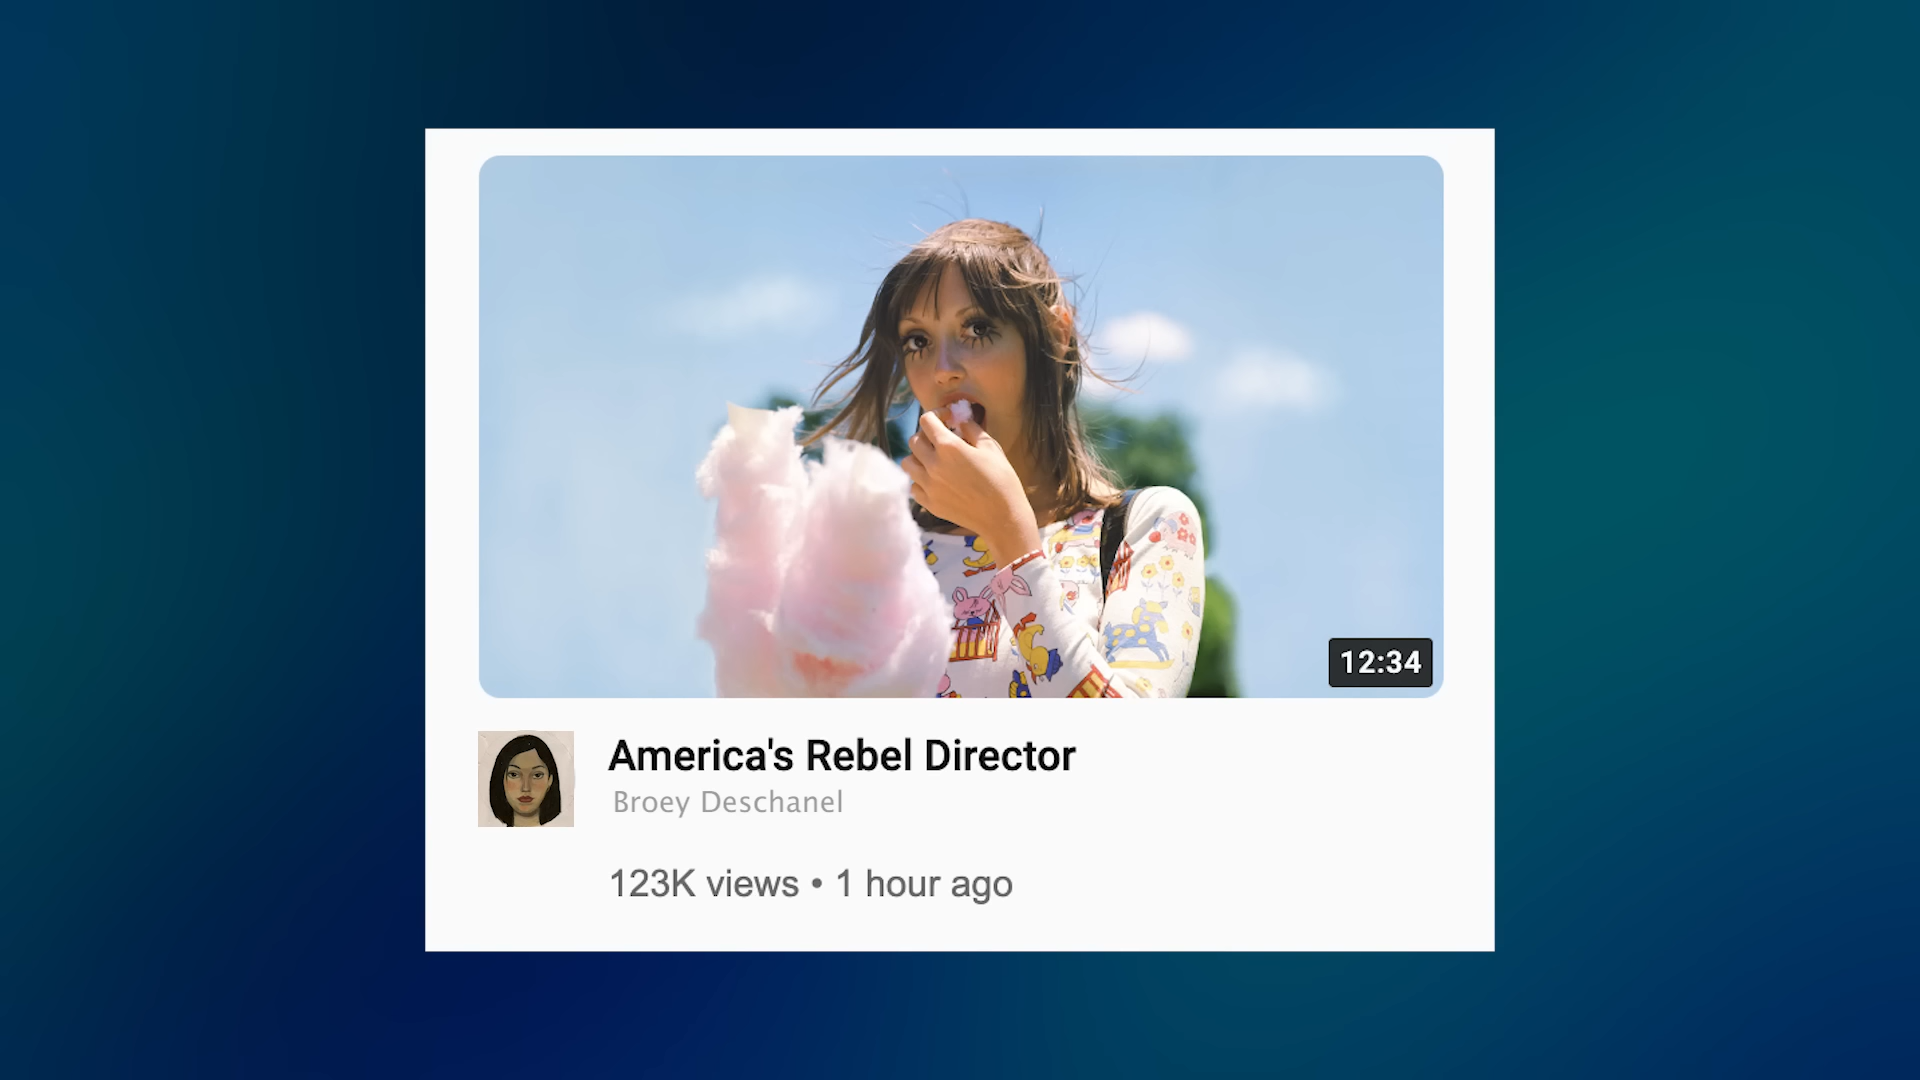 12:34
America's Rebel Director
Broey Deschanel
123K views • 1 hour ago